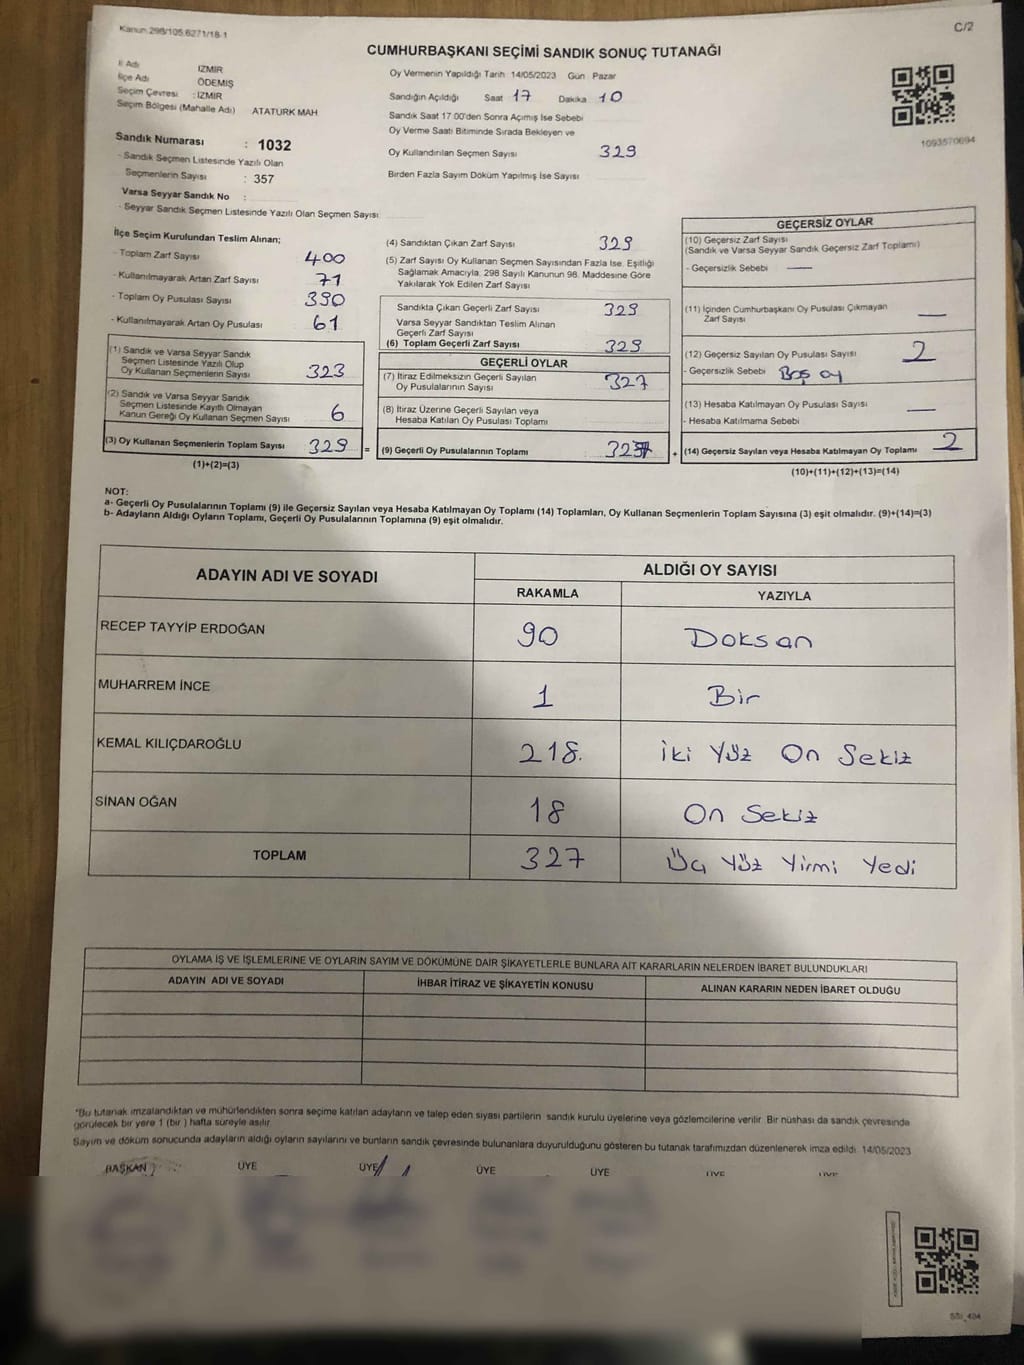 Kanun 298/105,6271/18-1
C/2
CUMHURBAŞKANI SEÇİMİ SANDIK SONUÇ TUTANAĞI
İl Adı İZMİR
İlçe Adı ÖDEMİŞ
Seçim Çevresi : İZMİR
Seçim Bölgesi (Mahalle Adı) ATATÜRK MAH
Oy Vermenin Yapıldığı Tarih 14/05/2023 Gün Pazar
Sandığın Açıldığı Saat 17 Dakika 10
Sandık Saat 17.00'den Sonra Açımış İse Sebebi
Oy Verme Saati Bitiminde Sırada Bekleyen ve
Oy Kullandırılan Seçmen Sayısı 329
Birden Fazla Sayım Döküm Yapılmış İse Sayısı
1093570694
Sandık Numarası : 1032
- Sandık Seçmen Listesinde Yazılı Olan
Seçmenlerin Sayısı : 357
Varsa Seyyar Sandık No :
- Seyyar Sandık Seçmen Listesinde Yazılı Olan Seçmen Sayısı:
İlçe Seçim Kurulundan Teslim Alınan;
- Toplam Zarf Sayısı 400
- Kullanılmayarak Artan Zarf Sayısı 71
- Toplam Oy Pusulası Sayısı 390
- Kullanılmayarak Artan Oy Pusulası 61
(1) Sandık ve Varsa Seyyar Sandık
Seçmen Listesinde Yazılı Olup
Oy Kullanan Seçmenlerin Sayısı 323
(2) Sandık ve Varsa Seyyar Sandık
Seçmen Listesinde Kayıtlı Olmayan
Kanun Gereği Oy Kullanan Seçmen Sayısı 6
(3) Oy Kullanan Seçmenlerin Toplam Sayısı 329 =
(1)+(2)=(3)
(4) Sandıktan Çıkan Zarf Sayısı 329
(5) Zarf Sayısı Oy Kullanan Seçmen Sayısından Fazla İse, Eşitliği
Sağlamak Amacıyla, 298 Sayılı Kanunun 98. Maddesine Göre
Yakılarak Yok Edilen Zarf Sayısı
Sandıkta Çıkan Geçerli Zarf Sayısı 329
Varsa Seyyar Sandıktan Teslim Alınan
Geçerli Zarf Sayısı
(6) Toplam Geçerli Zarf Sayısı 329
GEÇERLİ OYLAR
(7) İtiraz Edilmeksizin Geçerli Sayılan
Oy Pusulalarının Sayısı 327
(8) İtiraz Üzerine Geçerli Sayılan veya
Hesaba Katılan Oy Pusulası Toplamı
(9) Geçerli Oy Pusulalarının Toplamı 327 +
GEÇERSİZ OYLAR
(10) Geçersiz Zarf Sayısı
(Sandık ve Varsa Seyyar Sandık Geçersiz Zarf Toplamı)
- Geçersizlik Sebebi —
(11) İçinden Cumhurbaşkanı Oy Pusulası Çıkmayan
Zarf Sayısı —
(12) Geçersiz Sayılan Oy Pusulası Sayısı 2
- Geçersizlik Sebebi Boş oy
(13) Hesaba Katılmayan Oy Pusulası Sayısı —
- Hesaba Katılmama Sebebi
(14) Geçersiz Sayılan veya Hesaba Katılmayan Oy Toplamı 2
(10)+(11)+(12)+(13)=(14)
NOT:
a- Geçerli Oy Pusulalarının Toplamı (9) ile Geçersiz Sayılan veya Hesaba Katılmayan Oy Toplamı (14) Toplamları, Oy Kullanan Seçmenlerin Toplam Sayısına (3) eşit olmalıdır. (9)+(14)=(3)
b- Adayların Aldığı Oyların Toplamı, Geçerli Oy Pusulalarının Toplamına (9) eşit olmalıdır.
ADAYIN ADI VE SOYADI
ALDIĞI OY SAYISI
RAKAMLA YAZIYLA
RECEP TAYYİP ERDOĞAN 90 Doksan
MUHARREM İNCE 1 Bir
KEMAL KILIÇDAROĞLU 218. iki Yüz On Sekiz
SİNAN OĞAN 18 On Sekiz
TOPLAM 327 Üç Yüz Yirmi Yedi
OYLAMA İŞ VE İŞLEMLERİNE VE OYLARIN SAYIM VE DÖKÜMÜNE DAİR ŞİKAYETLERLE BUNLARA AİT KARARLARIN NELERDEN İBARET BULUNDUKLARI
ADAYIN ADI VE SOYADI İHBAR İTİRAZ VE ŞİKAYETİN KONUSU ALINAN KARARIN NEDEN İBARET OLDUĞU
*Bu tutanak imzalandıktan ve mühürlendikten sonra seçime katılan adayların ve talep eden siyasi partilerin sandık kurulu üyelerine veya gözlemcilerine verilir. Bir nüshası da sandık çevresinde
görülecek bir yere 1 (bir ) hafta süreyle asılır.
Sayım ve döküm sonucunda adayların aldığı oyların sayılarını ve bunların sandık çevresinde bulunanlara duyurulduğunu gösteren bu tutanak tarafımızdan düzenlenerek imza edildi. 14/05/2023
BAŞKAN ÜYE ÜYE ÜYE ÜYE ÜYE ÜYE